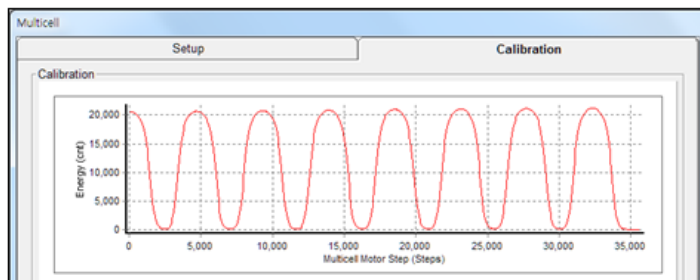 Multicell
Setup
Calibration
Calibration
20,000
15,000
10,000
5,000
0
Energy (cnt)
0 5,000 10,000 15,000 20,000 25,000 30,000 35,000
Multicell Motor Step (Steps)